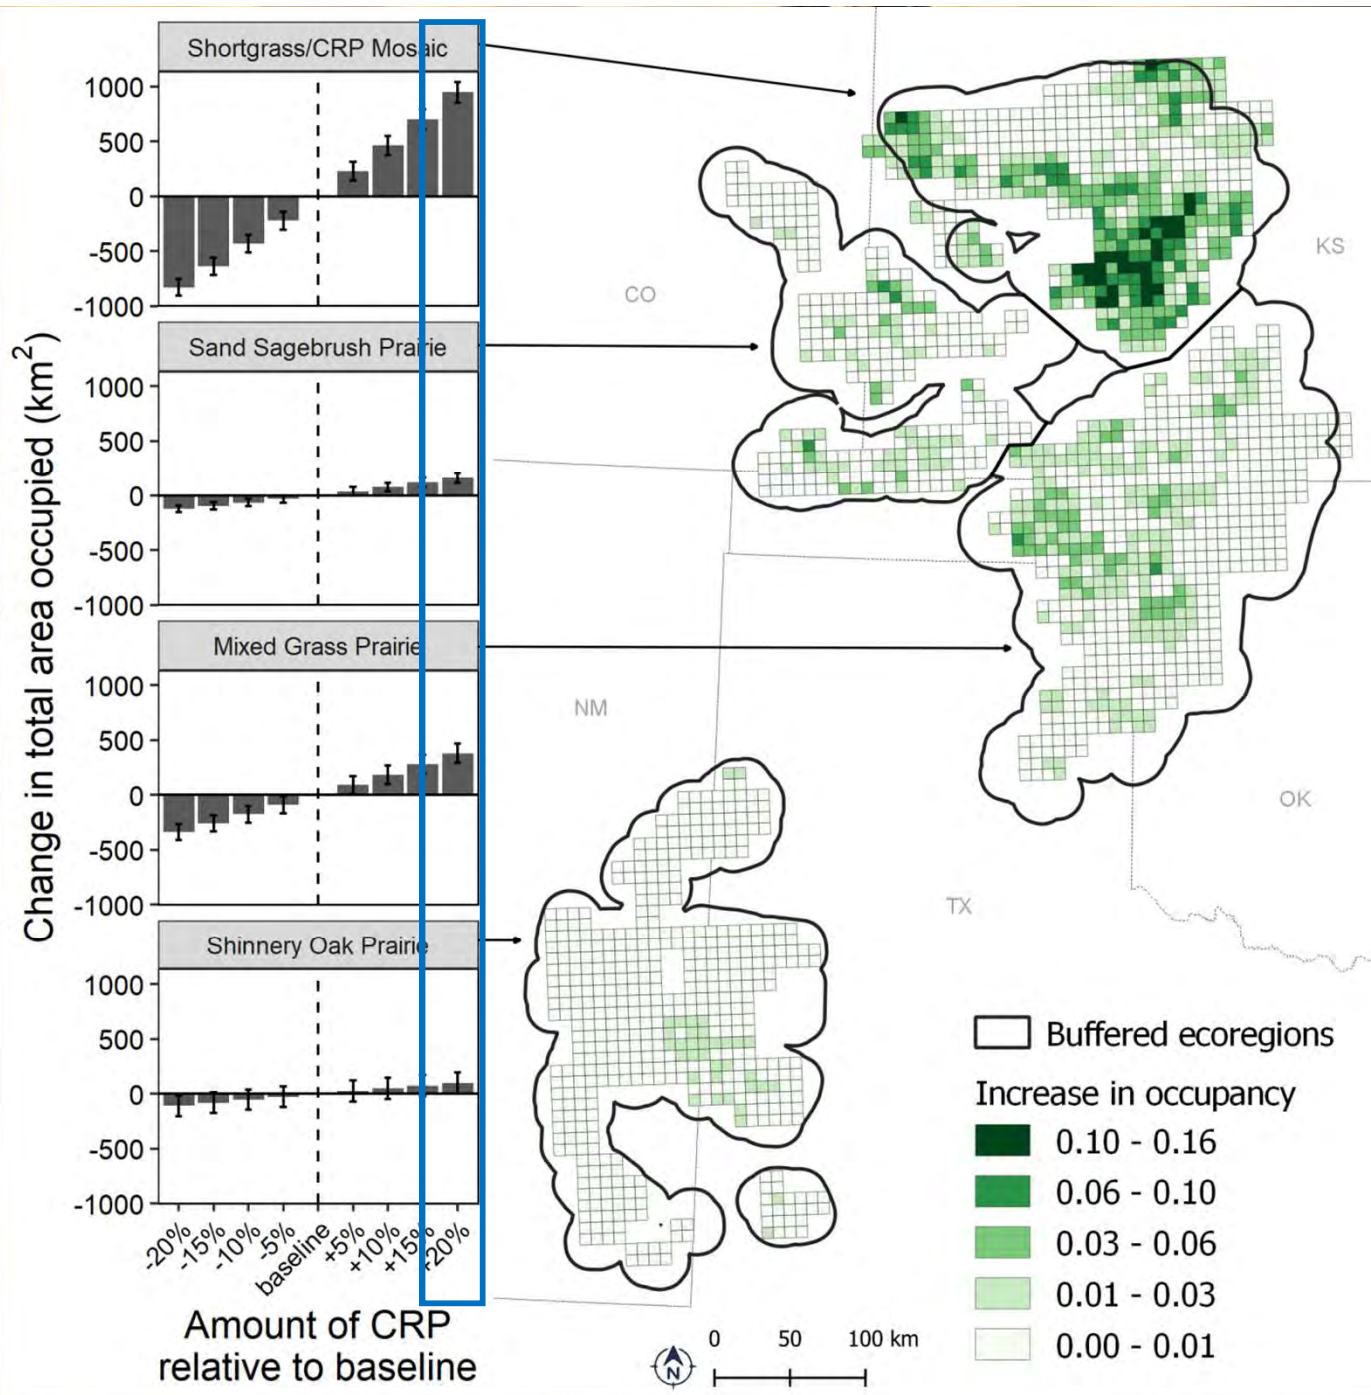 Shortgrass/CRP Mosaic
1000
500
0
-500
-1000
Sand Sagebrush Prairie
1000
500
0
-500
-1000
Mixed Grass Prairie
1000
500
0
-500
-1000
Shinnery Oak Prairie
1000
500
0
-500
-1000
Change in total area occupied (km²)
-20%
-15%
-10%
-5%
baseline
+5%
+10%
+15%
+20%
Amount of CRP
relative to baseline
KS
CO
NM
OK
TX
Buffered ecoregions
Increase in occupancy
0.10 - 0.16
0.06 - 0.10
0.03 - 0.06
0.01 - 0.03
0.00 - 0.01
N
0 50 100 km